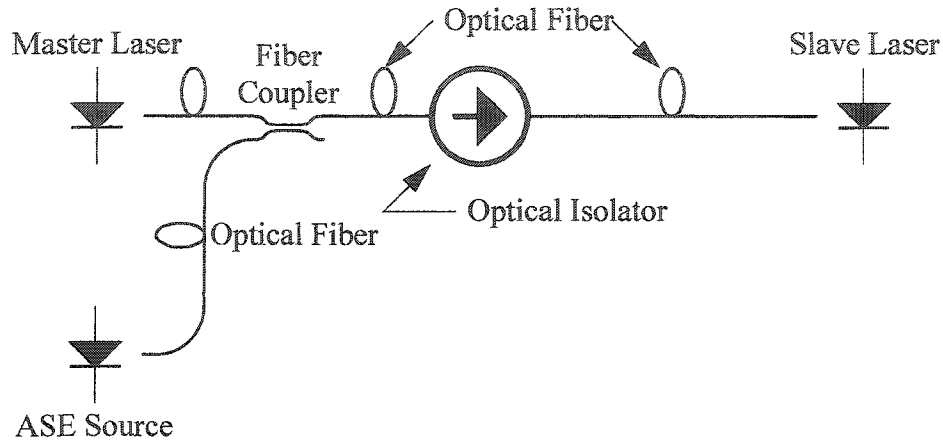 Optical Fiber
Master Laser
Slave Laser
Fiber
Coupler
Optical Isolator
Optical Fiber
ASE Source